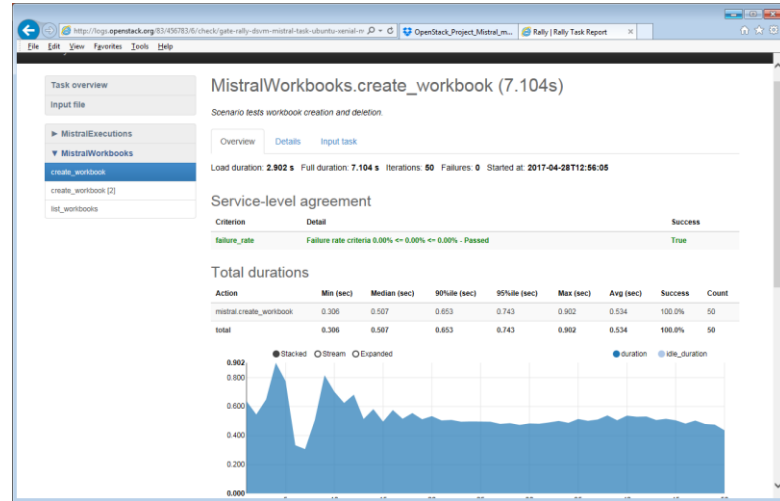 http://logs.openstack.org/83/456783/6/check/gate-rally-dsvm-mistral-task-ubuntu-xenial-n
OpenStack_Project_Mistral_m...
Rally | Rally Task Report
File Edit View Favorites Tools Help
Task overview
Input file
► MistralExecutions
▼ MistralWorkbooks
create_workbook
create_workbook [2]
list_workbooks
MistralWorkbooks.create_workbook (7.104s)
Scenario tests workbook creation and deletion.
Overview Details Input task
Load duration: 2.902 s Full duration: 7.104 s Iterations: 50 Failures: 0 Started at: 2017-04-28T12:56:05
Service-level agreement
Criterion Detail Success
failure_rate Failure rate criteria 0.00% <= 0.00% <= 0.00% - Passed True
Total durations
Action Min (sec) Median (sec) 90%ile (sec) 95%ile (sec) Max (sec) Avg (sec) Success Count
mistral.create_workbook 0.306 0.507 0.653 0.743 0.902 0.534 100.0% 50
total 0.306 0.507 0.653 0.743 0.902 0.534 100.0% 50
Stacked Stream Expanded duration idle_duration
0.902
0.800
0.600
0.400
0.200
0.000